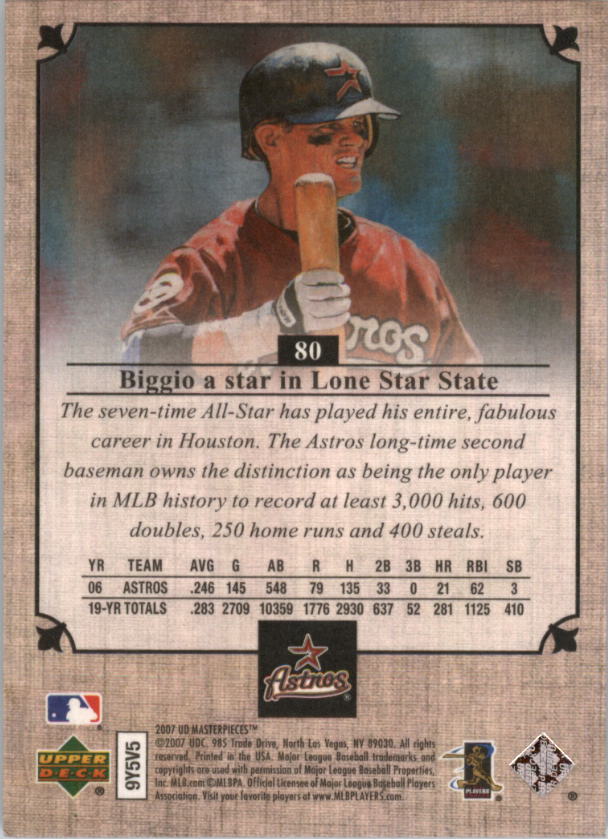 80
Biggio a star in Lone Star State
The seven-time All-Star has played his entire, fabulous
career in Houston. The Astros long-time second
baseman owns the distinction as being the only player
in MLB history to record at least 3,000 hits, 600
doubles, 250 home runs and 400 steals.
YR TEAM AVG G AB R H 2B 3B HR RBI SB
06 ASTROS .246 145 548 79 135 33 0 21 62 3
19-YR TOTALS .283 2709 10359 1776 2930 637 52 281 1125 410
Astros®
2007 UD MASTERPIECES™
©2007 UDC, 985 Trade Drive, North Las Vegas, NV 89030. All rights
reserved. Printed in the USA. Major League Baseball trademarks and
copyrights are used with permission of Major League Baseball Properties,
Inc. MLB.com ©MLBPA. Official Licensee of Major League Baseball Players
Association. Visit your favorite players at www.MLBPLAYERS.com.
UPPER
DECK ®
9Y5V5
PLAYERS